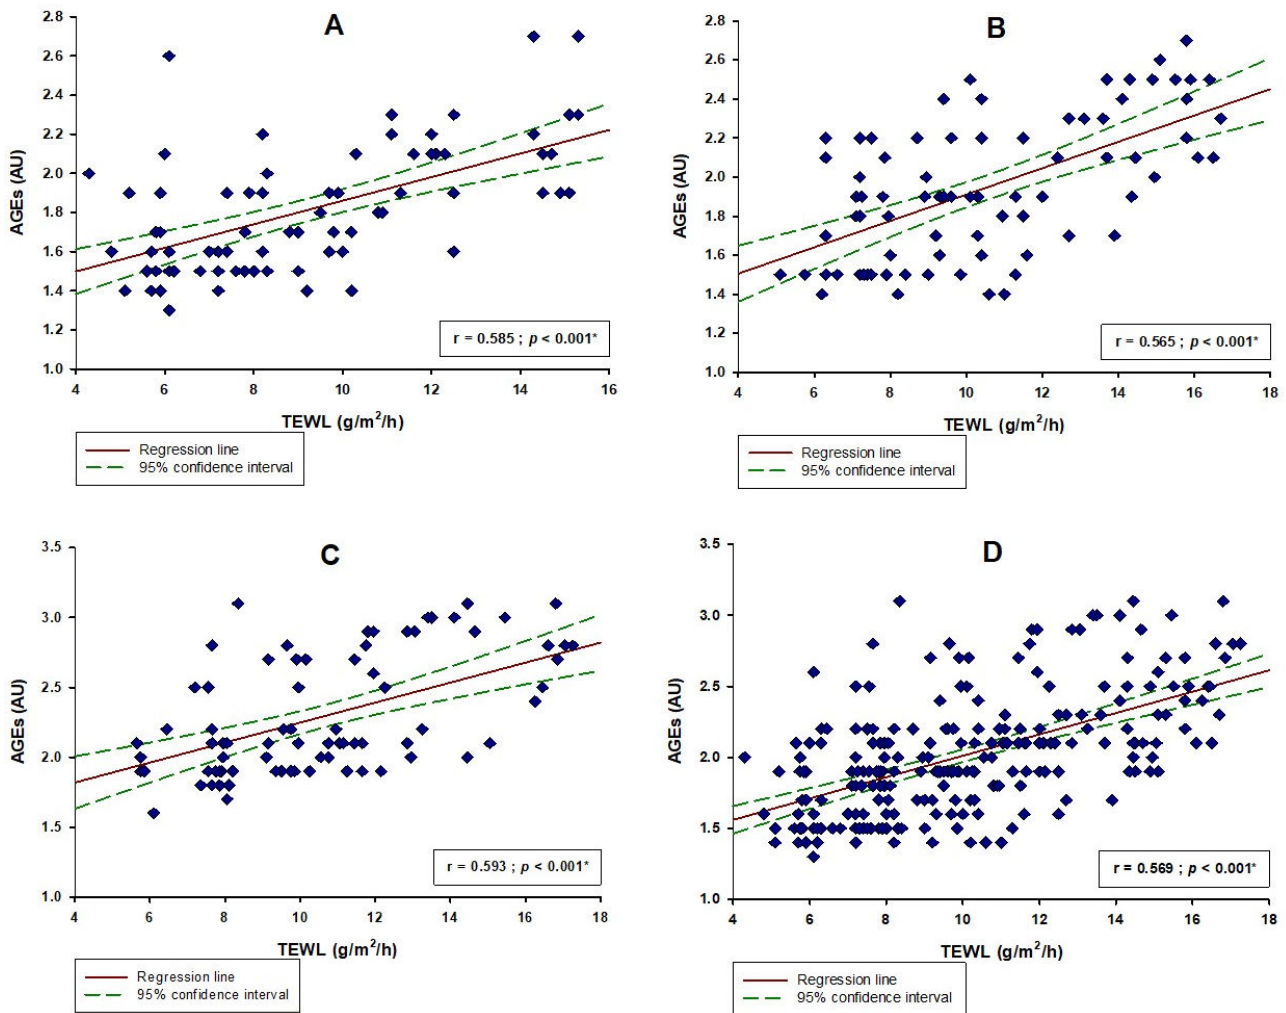 A
2.8
2.6
2.4
2.2
2.0
1.8
1.6
1.4
1.2
1.0
AGEs (AU)
r = 0.585 ; p < 0.001*
4 6 8 10 12 14 16
TEWL (g/m²/h)
Regression line
95% confidence interval
B
2.8
2.6
2.4
2.2
2.0
1.8
1.6
1.4
1.2
1.0
AGEs (AU)
r = 0.565 ; p < 0.001*
4 6 8 10 12 14 16 18
TEWL (g/m²/h)
Regression line
95% confidence interval
C
3.5
3.0
2.5
2.0
1.5
1.0
AGEs (AU)
r = 0.593 ; p < 0.001*
4 6 8 10 12 14 16 18
TEWL (g/m²/h)
Regression line
95% confidence interval
D
3.5
3.0
2.5
2.0
1.5
1.0
AGEs (AU)
r = 0.569 ; p < 0.001*
4 6 8 10 12 14 16 18
TEWL (g/m²/h)
Regression line
95% confidence interval